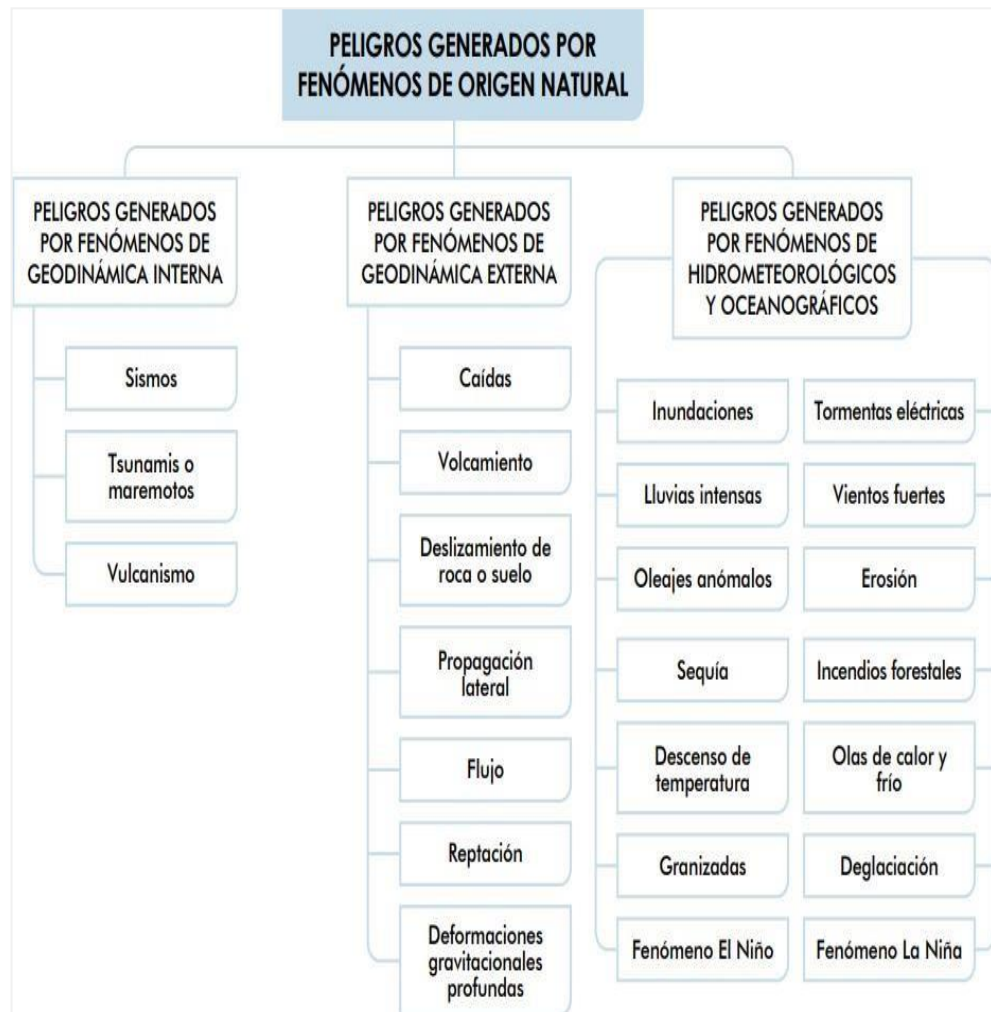 PELIGROS GENERADOS POR
FENÓMENOS DE ORIGEN NATURAL
PELIGROS GENERADOS
POR FENÓMENOS DE
GEODINÁMICA INTERNA
Sismos
Tsunamis o
maremotos
Vulcanismo
PELIGROS GENERADOS
POR FENÓMENOS DE
GEODINÁMICA EXTERNA
Caídas
Volcamiento
Deslizamiento de
roca o suelo
Propagación
lateral
Flujo
Reptación
Deformaciones
gravitacionales
profundas
PELIGROS GENERADOS
POR FENÓMENOS DE
HIDROMETEOROLÓGICOS
Y OCEANOGRÁFICOS
Inundaciones
Lluvias intensas
Oleajes anómalos
Sequía
Descenso de
temperatura
Granizadas
Fenómeno El Niño
Tormentas eléctricas
Vientos fuertes
Erosión
Incendios forestales
Olas de calor y
frío
Deglaciación
Fenómeno La Niña